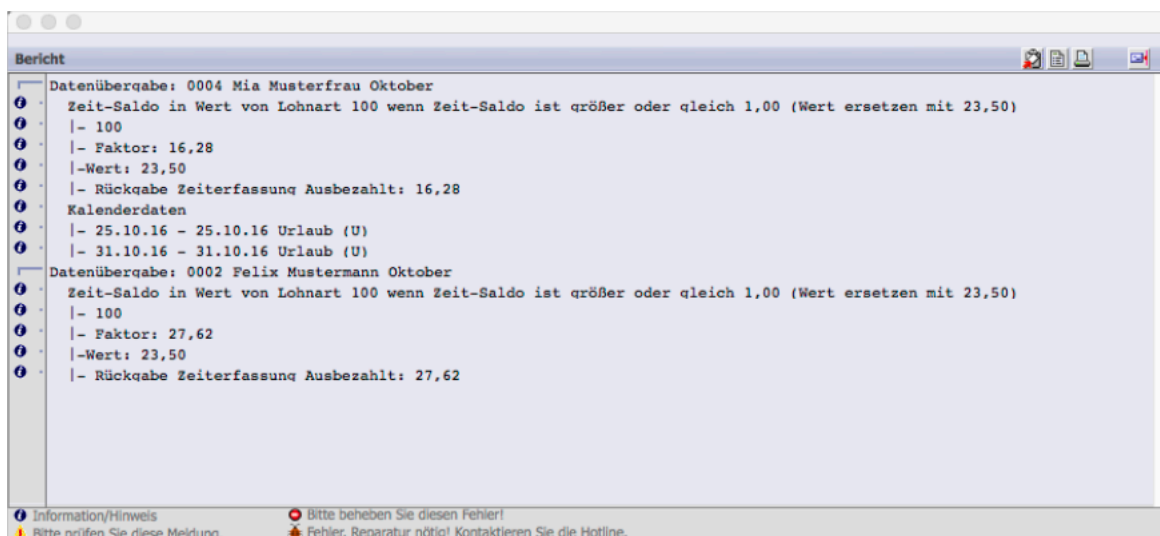 Bericht
Datenübergabe: 0004 Mia Musterfrau Oktober
Zeit-Saldo in Wert von Lohnart 100 wenn Zeit-Saldo ist größer oder gleich 1,00 (Wert ersetzen mit 23,50)
|- 100
|- Faktor: 16,28
|-Wert: 23,50
|- Rückgabe Zeiterfassung Ausbezahlt: 16,28
Kalenderdaten
|- 25.10.16 - 25.10.16 Urlaub (U)
|- 31.10.16 - 31.10.16 Urlaub (U)
Datenübergabe: 0002 Felix Mustermann Oktober
Zeit-Saldo in Wert von Lohnart 100 wenn Zeit-Saldo ist größer oder gleich 1,00 (Wert ersetzen mit 23,50)
|- 100
|- Faktor: 27,62
|-Wert: 23,50
|- Rückgabe Zeiterfassung Ausbezahlt: 27,62
Information/Hinweis Bitte beheben Sie diesen Fehler!
Bitte prüfen Sie diese Meldung Fehler, Reparatur nötig! Kontaktieren Sie die Hotline.